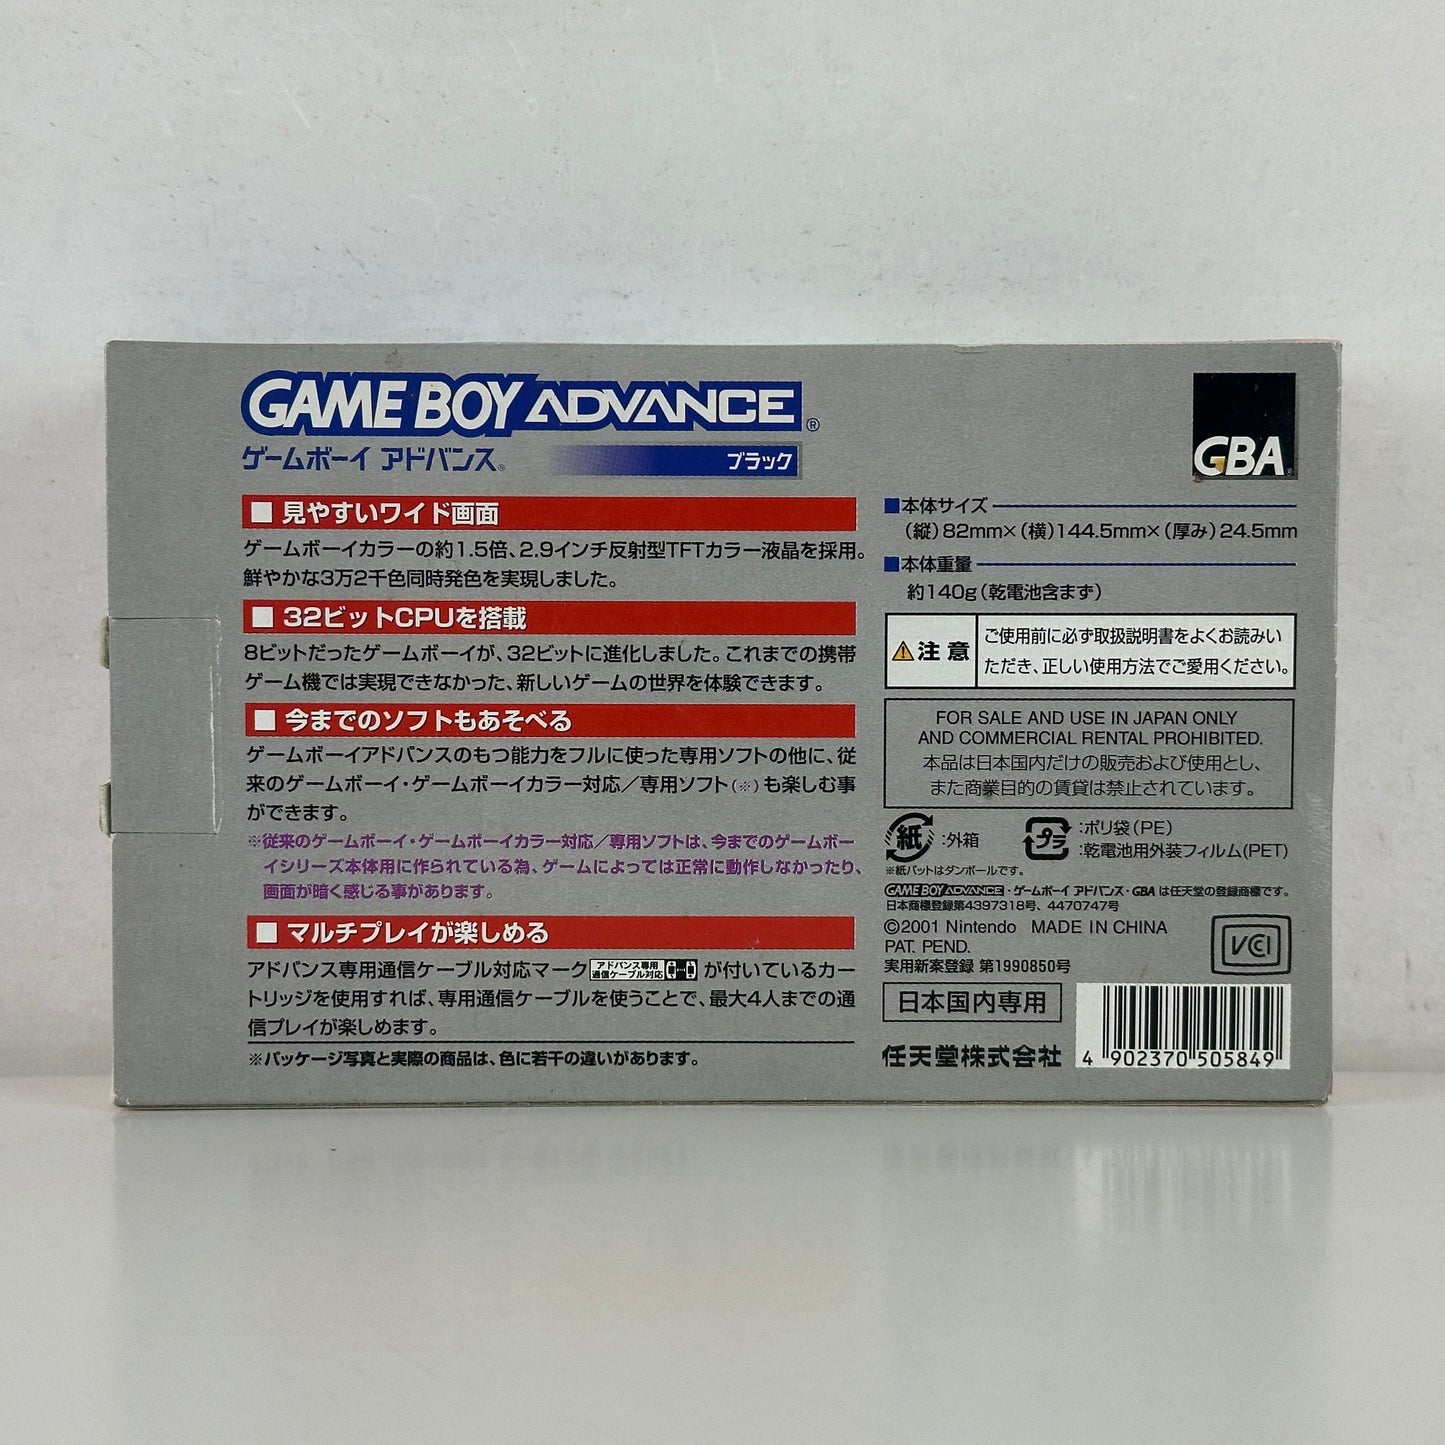 GAME BOY ADVANCE®
ゲームボーイ アドバンス®
ブラック
■ 見やすいワイド画面
ゲームボーイカラーの約1.5倍、2.9インチ反射型TFTカラー液晶を採用。
鮮やかな3万2千色同時発色を実現しました。
■ 32ビットCPUを搭載
8ビットだったゲームボーイが、32ビットに進化しました。これまでの携帯
ゲーム機では実現できなかった、新しいゲームの世界を体験できます。
■ 今までのソフトもあそべる
ゲームボーイアドバンスのもつ能力をフルに使った専用ソフトの他に、従
来のゲームボーイ・ゲームボーイカラー対応／専用ソフト(※)も楽しむ事
ができます。
※従来のゲームボーイ・ゲームボーイカラー対応／専用ソフトは、今までのゲームボー
イシリーズ本体用に作られている為、ゲームによっては正常に動作しなかったり、
画面が暗く感じる事があります。
■ マルチプレイが楽しめる
アドバンス専用通信ケーブル対応マーク アドバンス専用 通信ケーブル対応 が付いているカー
トリッジを使用すれば、専用通信ケーブルを使うことで、最大4人までの通
信プレイが楽しめます。
※パッケージ写真と実際の商品は、色に若干の違いがあります。
GBA®
■本体サイズ
(縦)82mm×(横)144.5mm×(厚み)24.5mm
■本体重量
約140g(乾電池含まず)
注意
ご使用前に必ず取扱説明書をよくお読みい
ただき、正しい使用方法でご愛用ください。
FOR SALE AND USE IN JAPAN ONLY
AND COMMERCIAL RENTAL PROHIBITED.
本品は日本国内だけの販売および使用とし、
また商業目的の賃貸は禁止されています。
紙 :外箱
プラ :ポリ袋(PE)
:乾電池用外装フィルム(PET)
※紙パットはダンボールです。
GAME BOY ADVANCE・ゲームボーイ アドバンス・GBA は任天堂の登録商標です。
日本商標登録第4397318号、4470747号
©2001 Nintendo MADE IN CHINA
PAT. PEND.
実用新案登録 第1990850号
VCCI
日本国内専用
任天堂株式会社
4 902370 505849